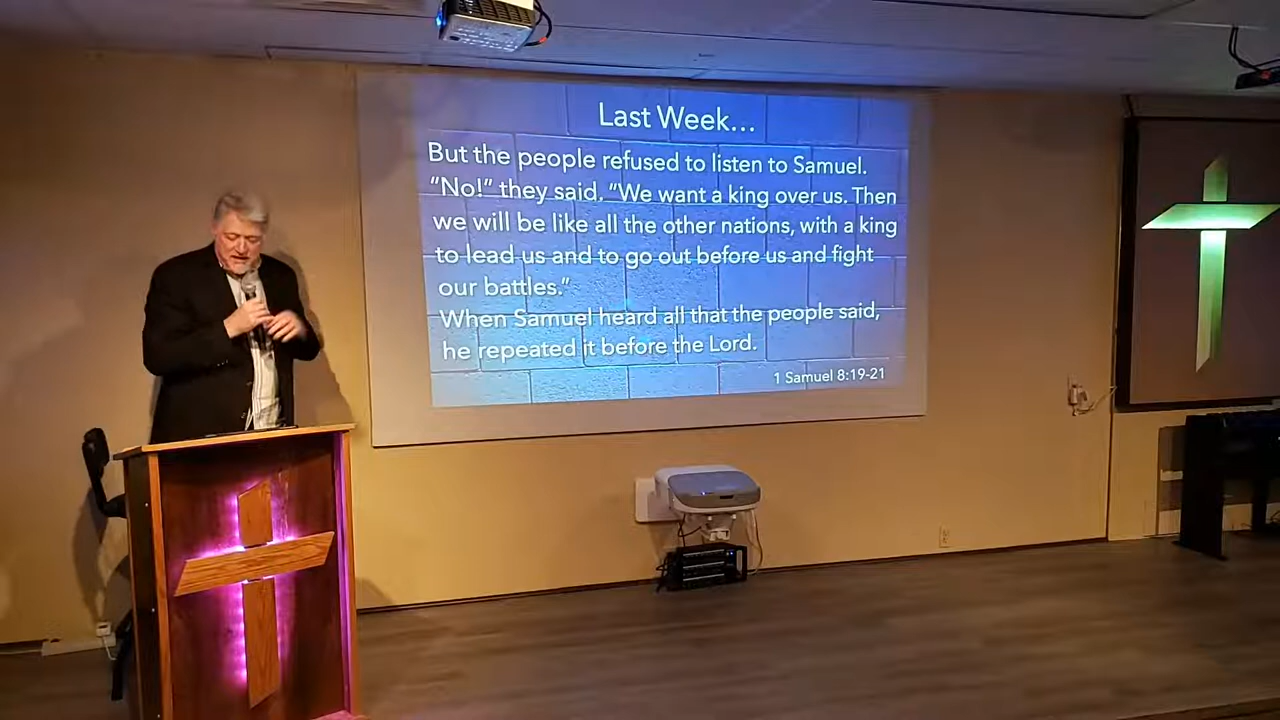 Last Week...
But the people refused to listen to Samuel.
“No!” they said. “We want a king over us. Then
we will be like all the other nations, with a king
to lead us and to go out before us and fight
our battles.”
When Samuel heard all that the people said,
he repeated it before the Lord.
1 Samuel 8:19-21